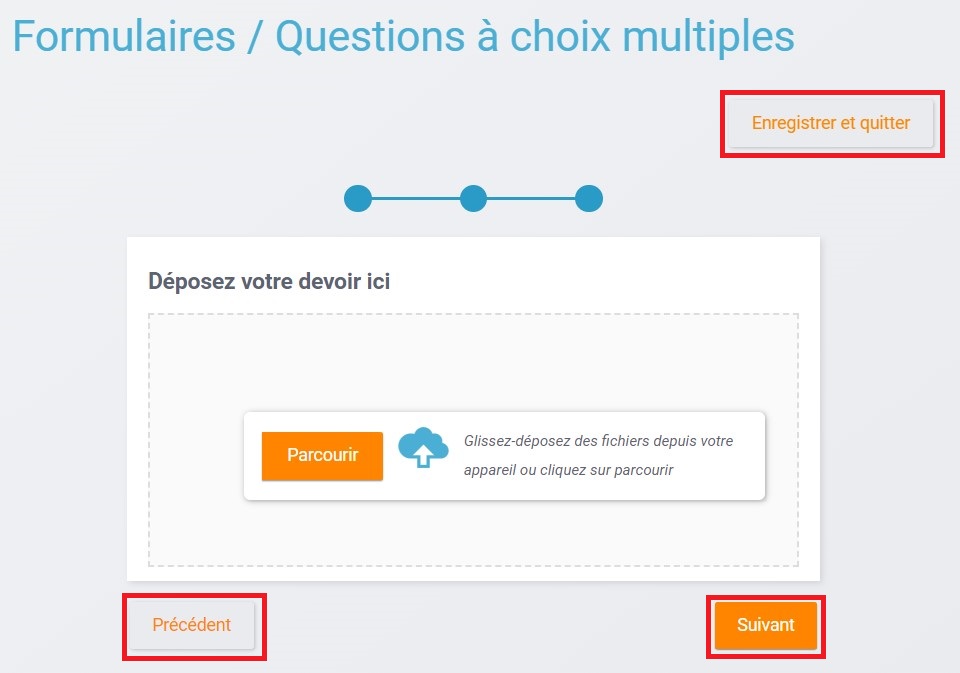 Formulaires / Questions à choix multiples
Enregistrer et quitter
Déposez votre devoir ici
Parcourir
Glissez-déposez des fichiers depuis votre
appareil ou cliquez sur parcourir
Précédent
Suivant